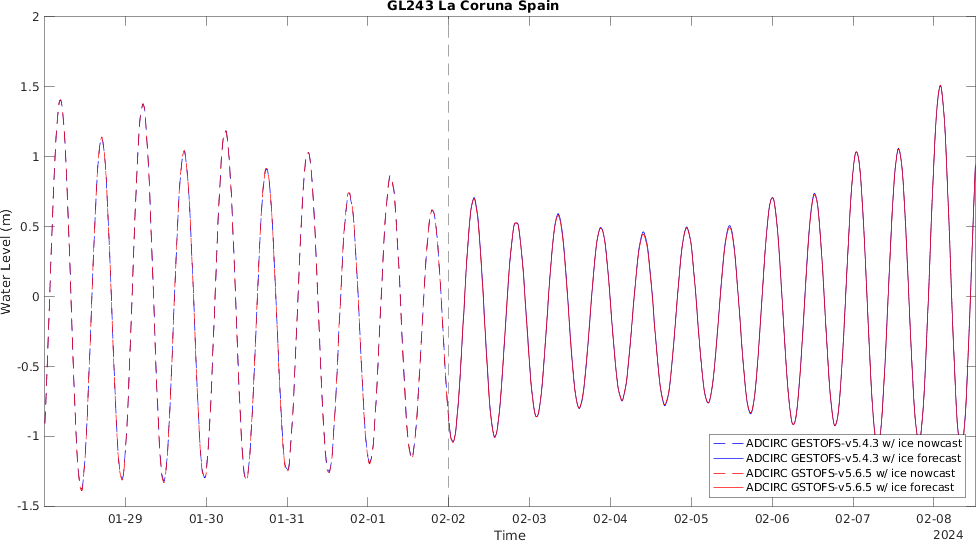 GL243 La Coruna Spain
2
1.5
1
0.5
0
-0.5
-1
-1.5
Water Level (m)
01-29 01-30 01-31 02-01 02-02 02-03 02-04 02-05 02-06 02-07 02-08
Time
2024
ADCIRC GESTOFS-v5.4.3 w/ ice nowcast
ADCIRC GESTOFS-v5.4.3 w/ ice forecast
ADCIRC GSTOFS-v5.6.5 w/ ice nowcast
ADCIRC GSTOFS-v5.6.5 w/ ice forecast